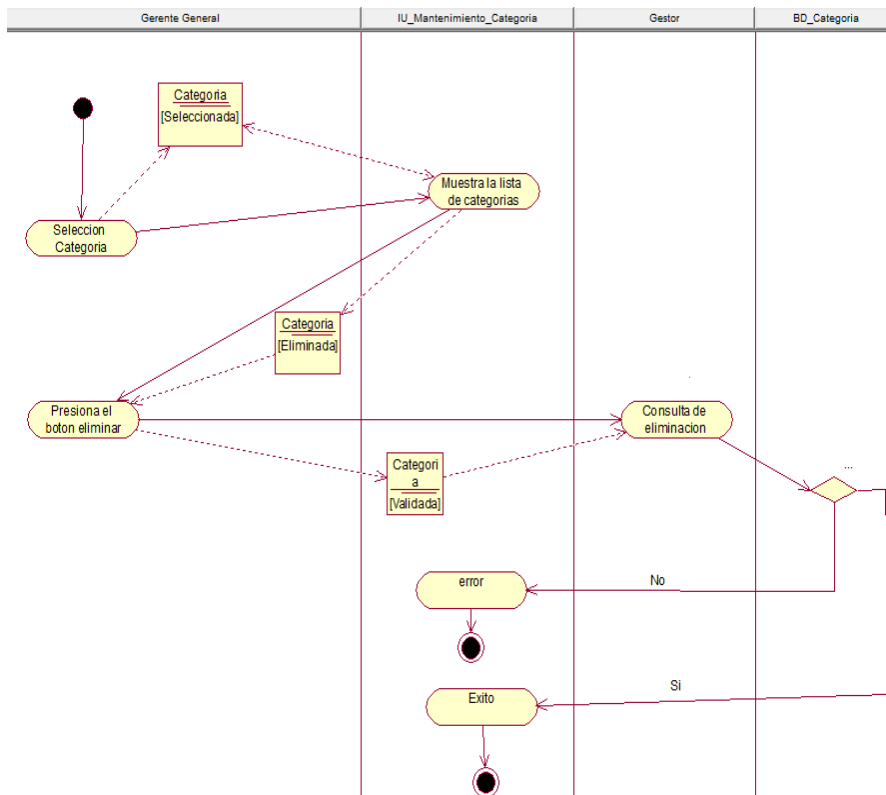 Gerente General
IU_Mantenimiento_Categoria
Gestor
BD_Categoria
Categoria
[Seleccionada]
Muestra la lista
de categorias
Seleccion
Categoria
Categoria
[Eliminada]
Presiona el
boton eliminar
Consulta de
eliminacion
Categori
a
[Validada]
...
error
No
Exito
Si